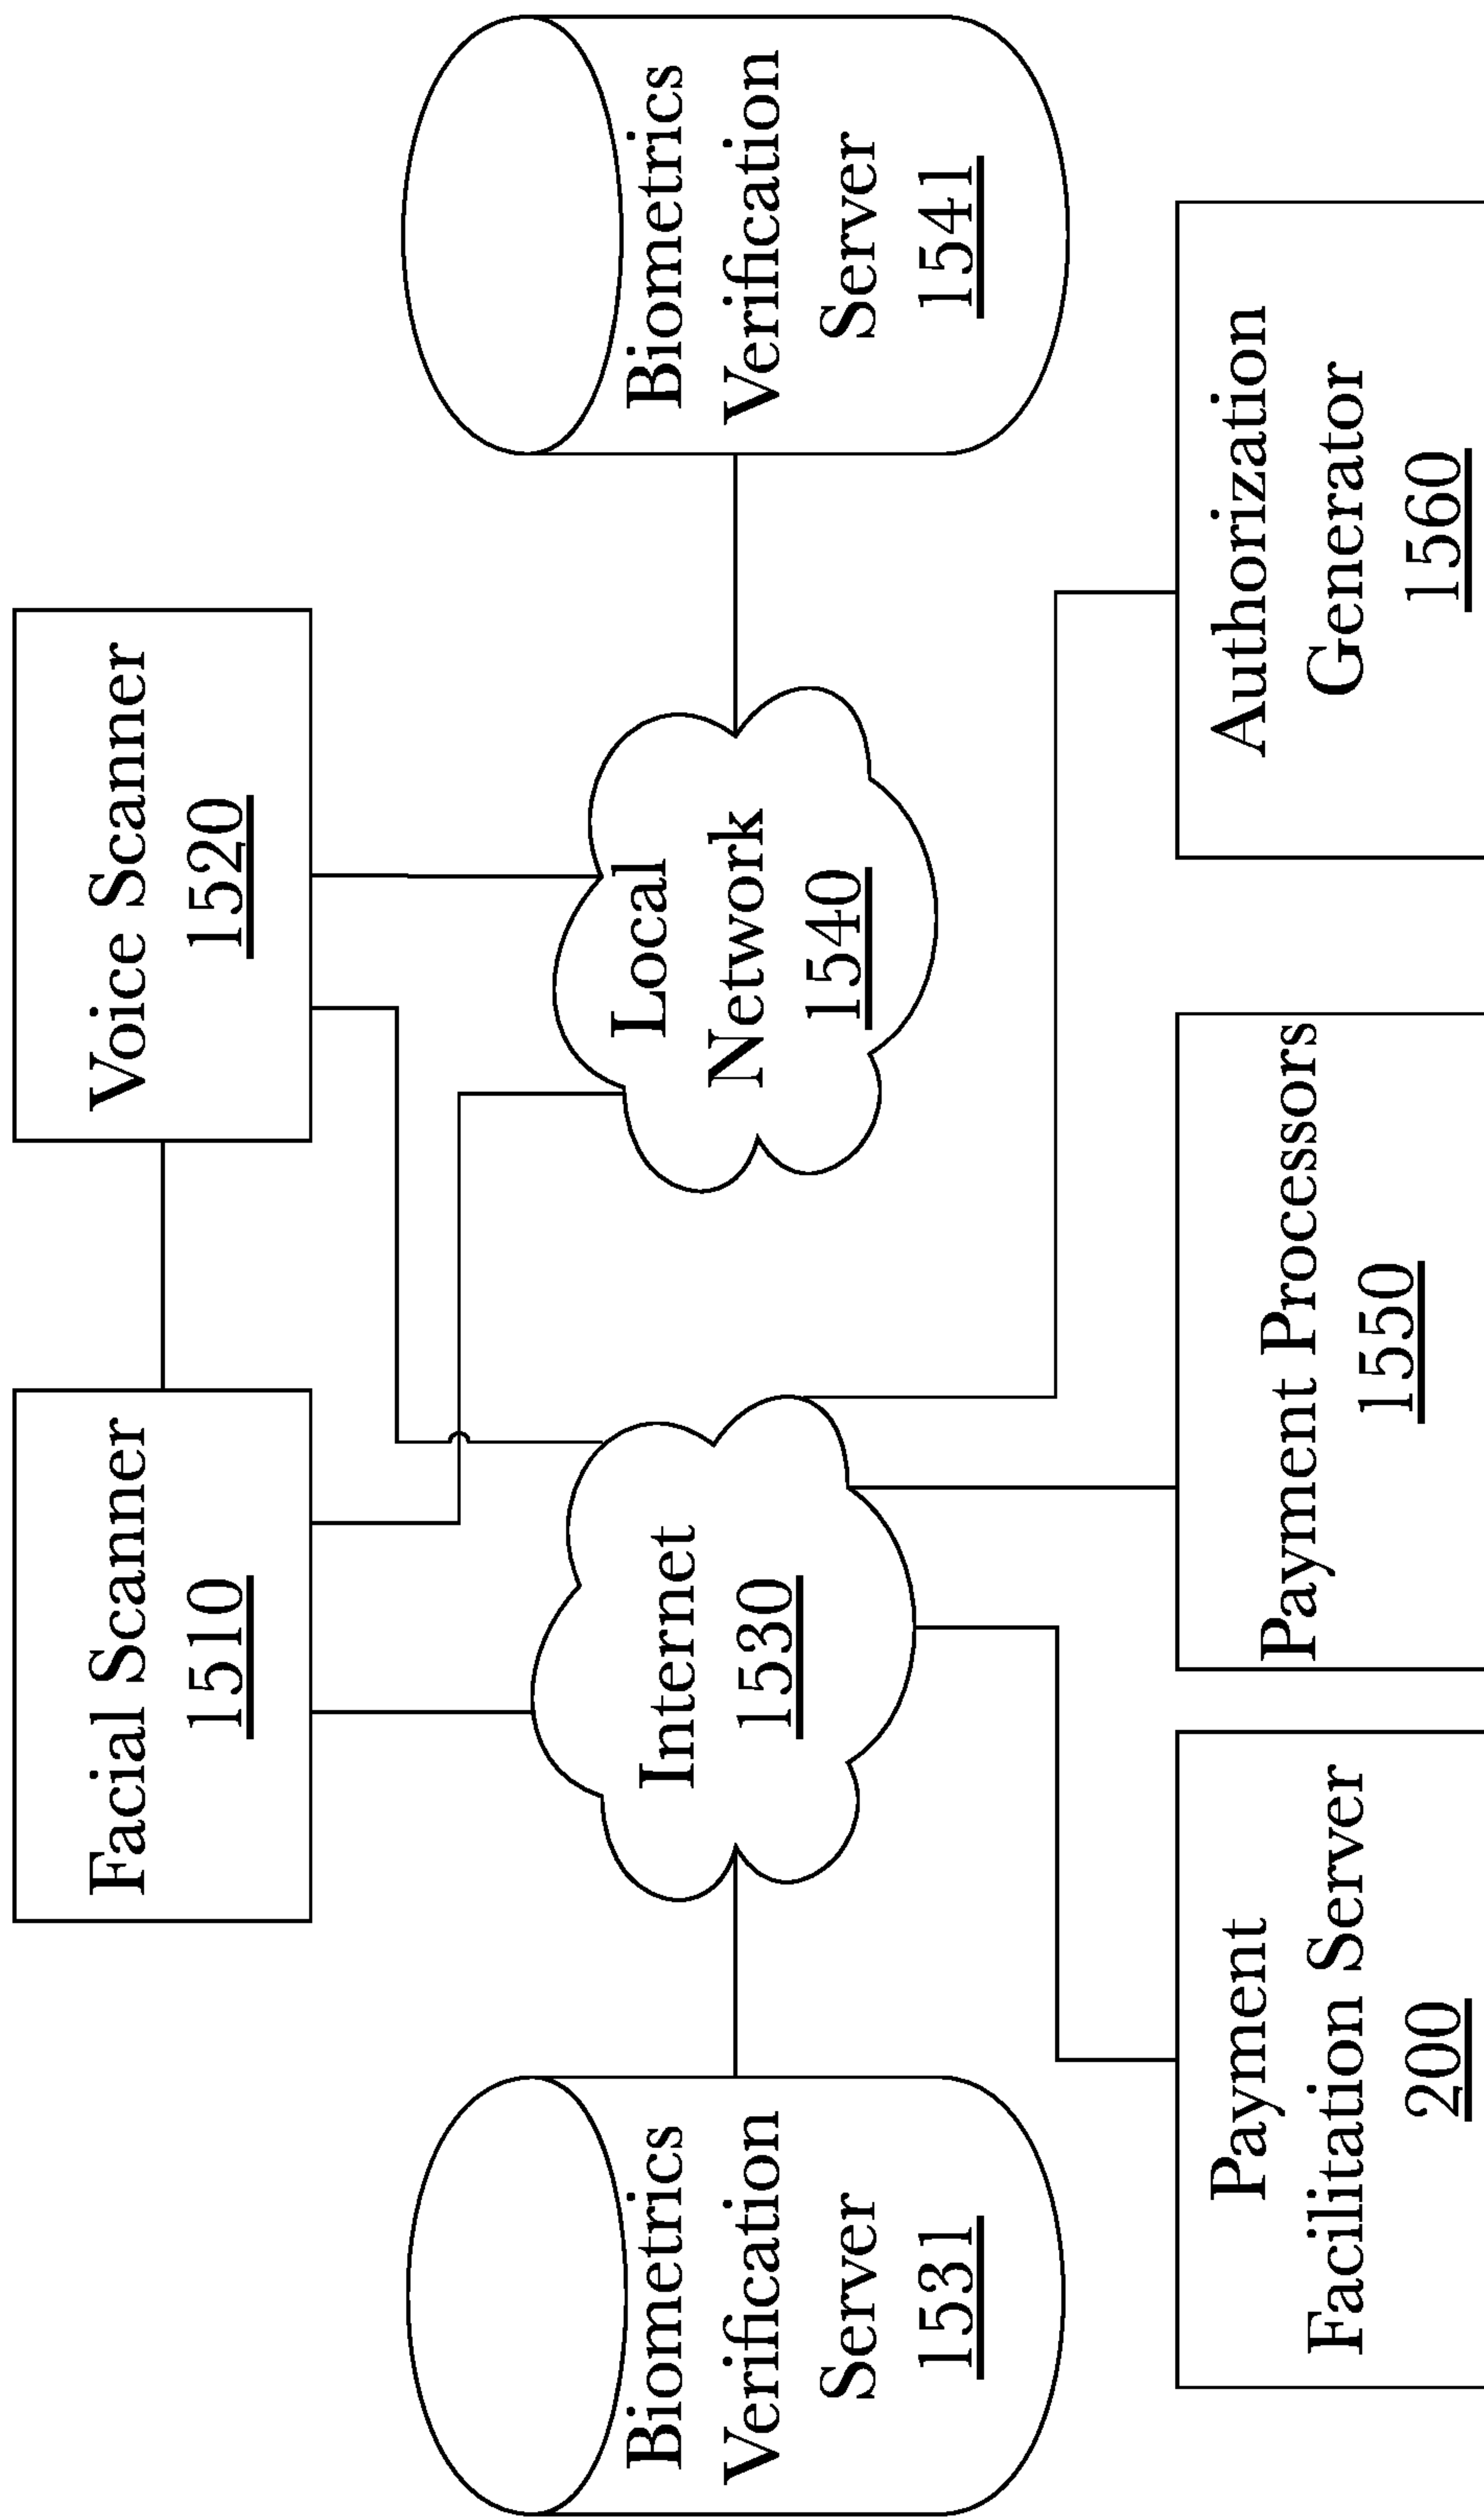 Facial Scanner
1510
Voice Scanner
1520
Biometrics
Verification
Server
1531
Internet
1530
Local
Network
1540
Biometrics
Verification
Server
1541
Payment
Facilitation Server
200
Payment Processors
1550
Authorization
Generator
1560